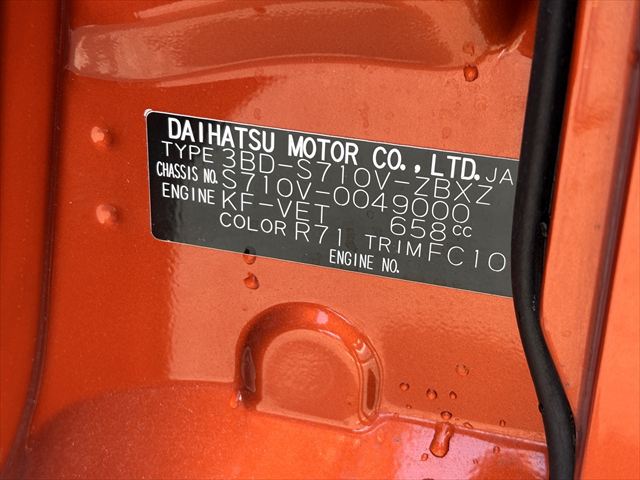 DAIHATSU MOTOR CO., LTD. JA
TYPE 3BD-S710V-ZBXZ
CHASSIS NO. S710V-0049000
ENGINE KF-VET 658cc
COLOR R71 TRIM FC10
ENGINE NO.